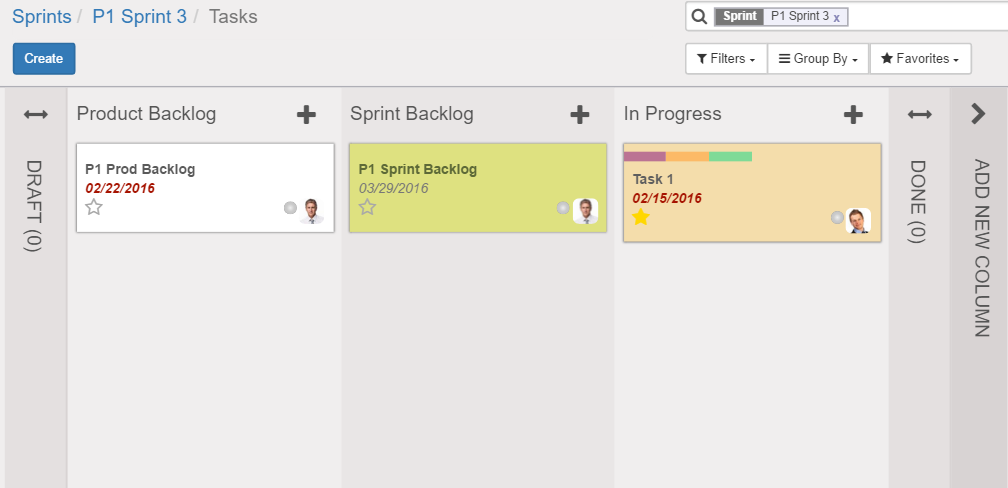 Sprints / P1 Sprint 3 / Tasks
Sprint P1 Sprint 3 x
Create
Filters
Group By
Favorites
DRAFT (0)
Product Backlog
P1 Prod Backlog
02/22/2016
Sprint Backlog
P1 Sprint Backlog
03/29/2016
In Progress
Task 1
02/15/2016
DONE (0)
ADD NEW COLUMN